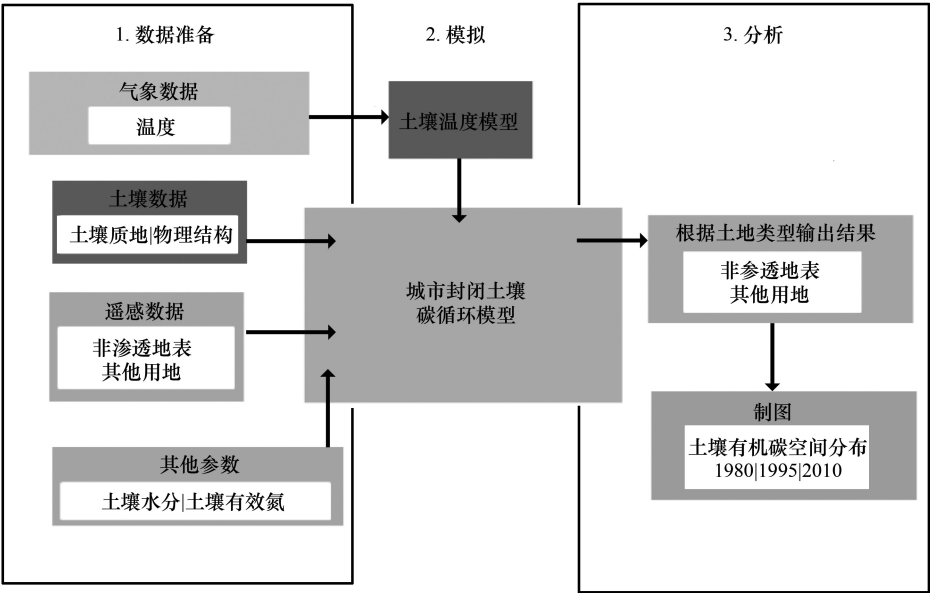 1. 数据准备
气象数据
温度
土壤数据
土壤质地|物理结构
遥感数据
非渗透地表
其他用地
其他参数
土壤水分|土壤有效氮
2. 模拟
土壤温度模型
城市封闭土壤
碳循环模型
3. 分析
根据土地类型输出结果
非参透地表
其他用地
制图
土壤有机碳空间分布
1980|1995|2010